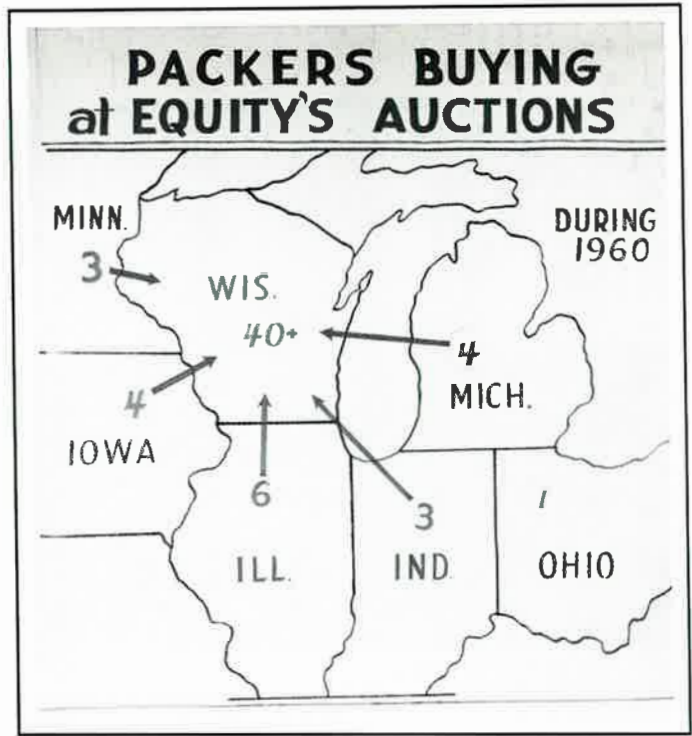 PACKERS BUYING
at EQUITY'S AUCTIONS
MINN.
3
DURING
1960
WIS.
40+
4
MICH.
4
IOWA
6
3
1
ILL.
IND.
OHIO